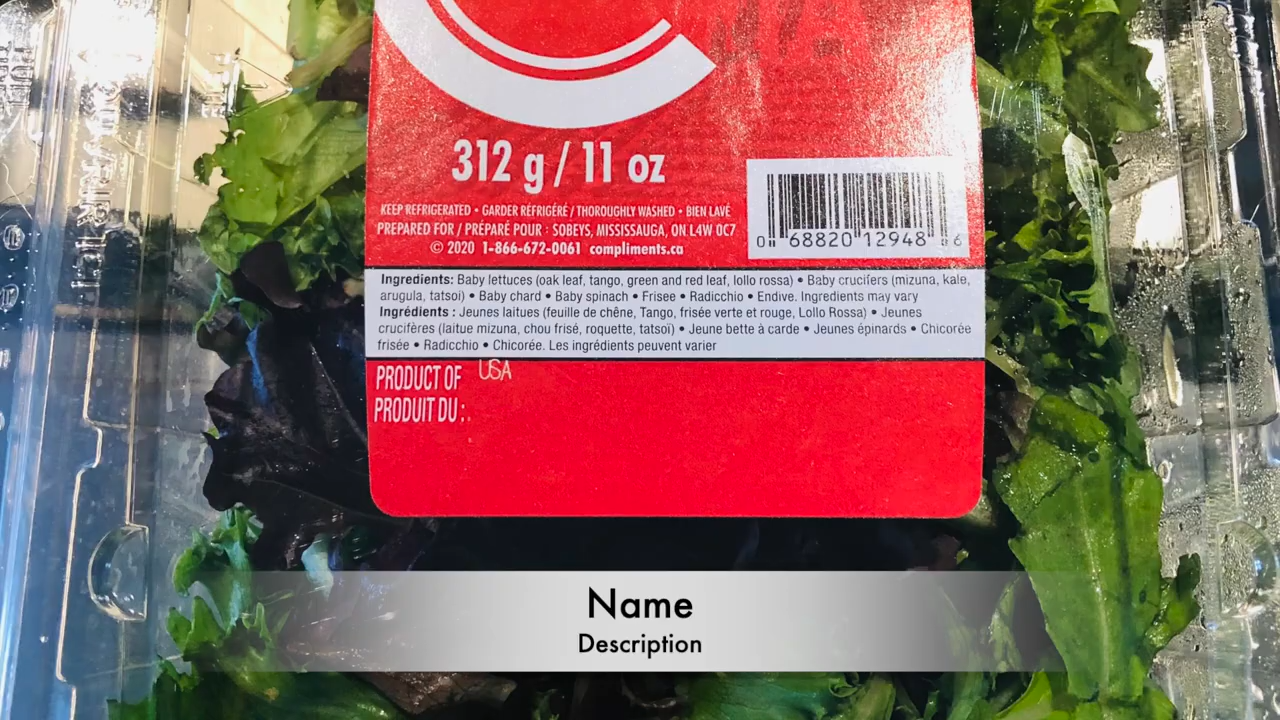 312 g / 11 oz
KEEP REFRIGERATED • GARDER RÉFRIGÉRÉ / THOROUGHLY WASHED • BIEN LAVÉ
PREPARED FOR / PRÉPARÉ POUR : SOBEYS, MISSISSAUGA, ON L4W 0C7
© 2020 1-866-672-0061 compliments.ca
0 68820 12948 6
Ingredients: Baby lettuces (oak leaf, tango, green and red leaf, lollo rossa) • Baby crucifers (mizuna, kale,
arugula, tatsoi) • Baby chard • Baby spinach • Frisee • Radicchio • Endive. Ingredients may vary
Ingrédients : Jeunes laitues (feuille de chêne, Tango, frisée verte et rouge, Lollo Rossa) • Jeunes
crucifères (laitue mizuna, chou frisé, roquette, tatsoï) • Jeune bette à carde • Jeunes épinards • Chicorée
frisée • Radicchio • Chicorée. Les ingrédients peuvent varier
PRODUCT OF USA
PRODUIT DU :
Name
Description